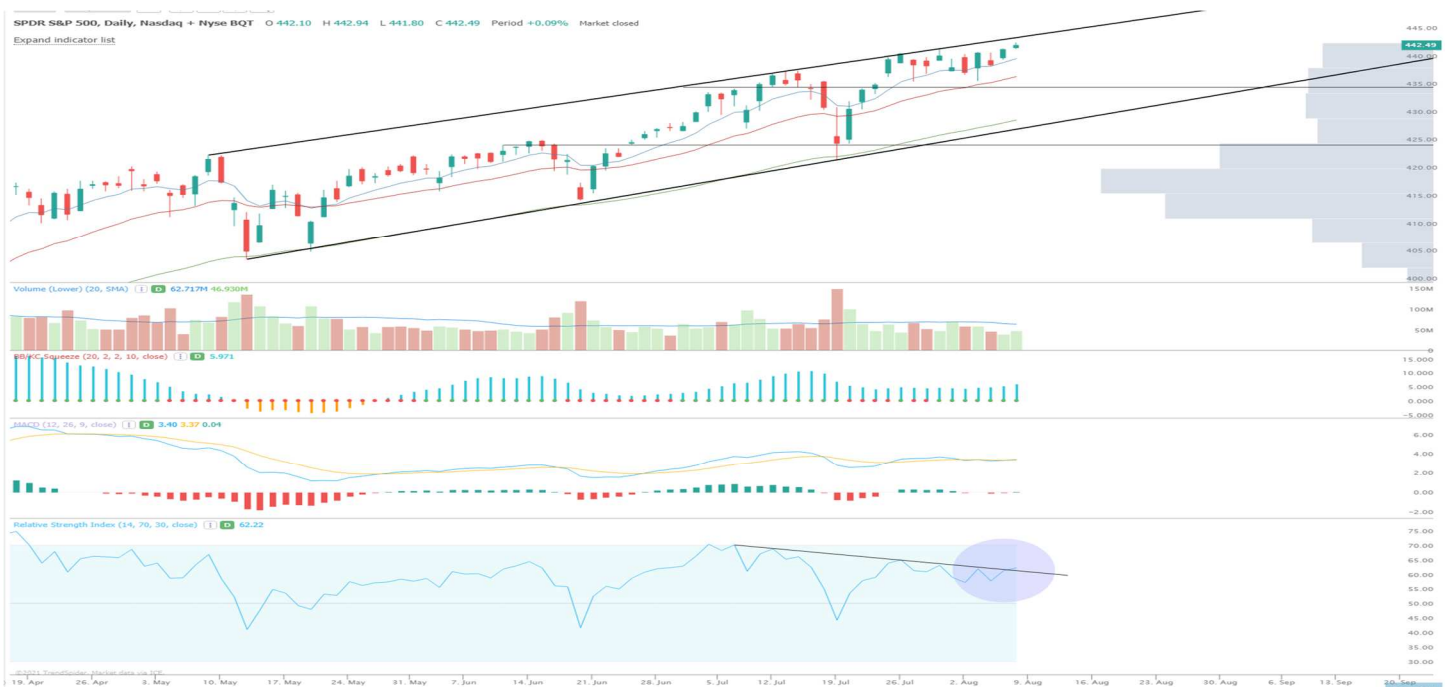 SPDR S&P 500, Daily, Nasdaq + Nyse BQT O 442.10 H 442.94 L 441.80 C 442.49 Period +0.09% Market closed
Expand indicator list
445.00
442.49
440.00
435.00
430.00
425.00
420.00
415.00
410.00
405.00
400.00
Volume (Lower) (20, SMA) D 62.717M 46.930M
150M
100M
50M
0
BB/KC Squeeze (20, 2, 2, 10, close) D 5.971
15.000
10.000
5.000
0.000
-5.000
MACD (12, 26, 9, close) D 3.40 3.37 0.04
6.00
4.00
2.00
0.00
-2.00
Relative Strength Index (14, 70, 30, close) D 62.22
75.00
70.00
65.00
60.00
55.00
50.00
45.00
40.00
35.00
30.00
©2021 TrendSpider. Market data via ICE.
19. Apr 26. Apr 3. May 10. May 17. May 24. May 31. May 7. Jun 14. Jun 21. Jun 28. Jun 5. Jul 12. Jul 19. Jul 26. Jul 2. Aug 9. Aug 16. Aug 23. Aug 30. Aug 6. Sep 13. Sep 20. Sep